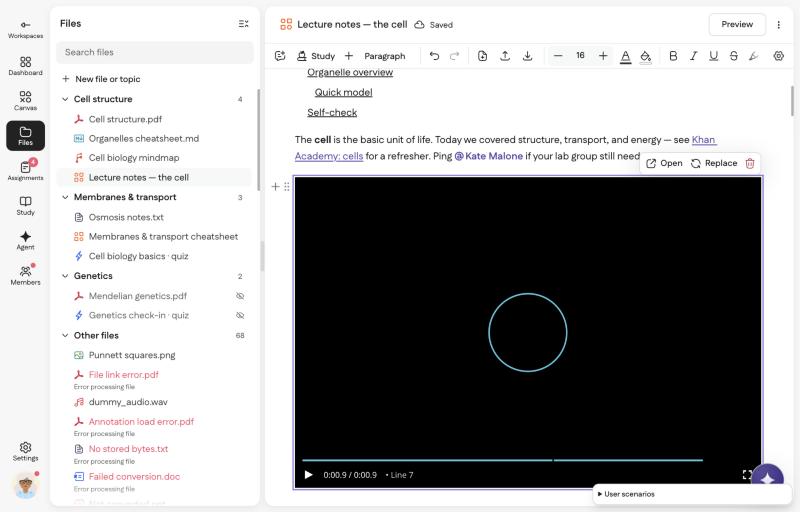 Workspaces
Dashboard
Canvas
Files
4
Assignments
Study
Agent
Members
Settings
Files
Search files
New file or topic
Cell structure 4
Cell structure.pdf
Organelles cheatsheet.md
Cell biology mindmap
Lecture notes — the cell
Membranes & transport 3
Osmosis notes.txt
Membranes & transport cheatsheet
Cell biology basics · quiz
Genetics 2
Mendelian genetics.pdf
Genetics check-in · quiz
Other files 68
Punnett squares.png
File link error.pdf
Error processing file
dummy_audio.wav
Annotation load error.pdf
Error processing file
No stored bytes.txt
Error processing file
Failed conversion.doc
Error processing file
Lecture notes — the cell Saved
Preview
Study Paragraph 16 A B I U S
Organelle overview
Quick model
Self-check
The cell is the basic unit of life. Today we covered structure, transport, and energy — see Khan
Academy: cells for a refresher. Ping @Kate Malone if your lab group still need
Open Replace
0:00.9 / 0:00.9 • Line 7
User scenarios